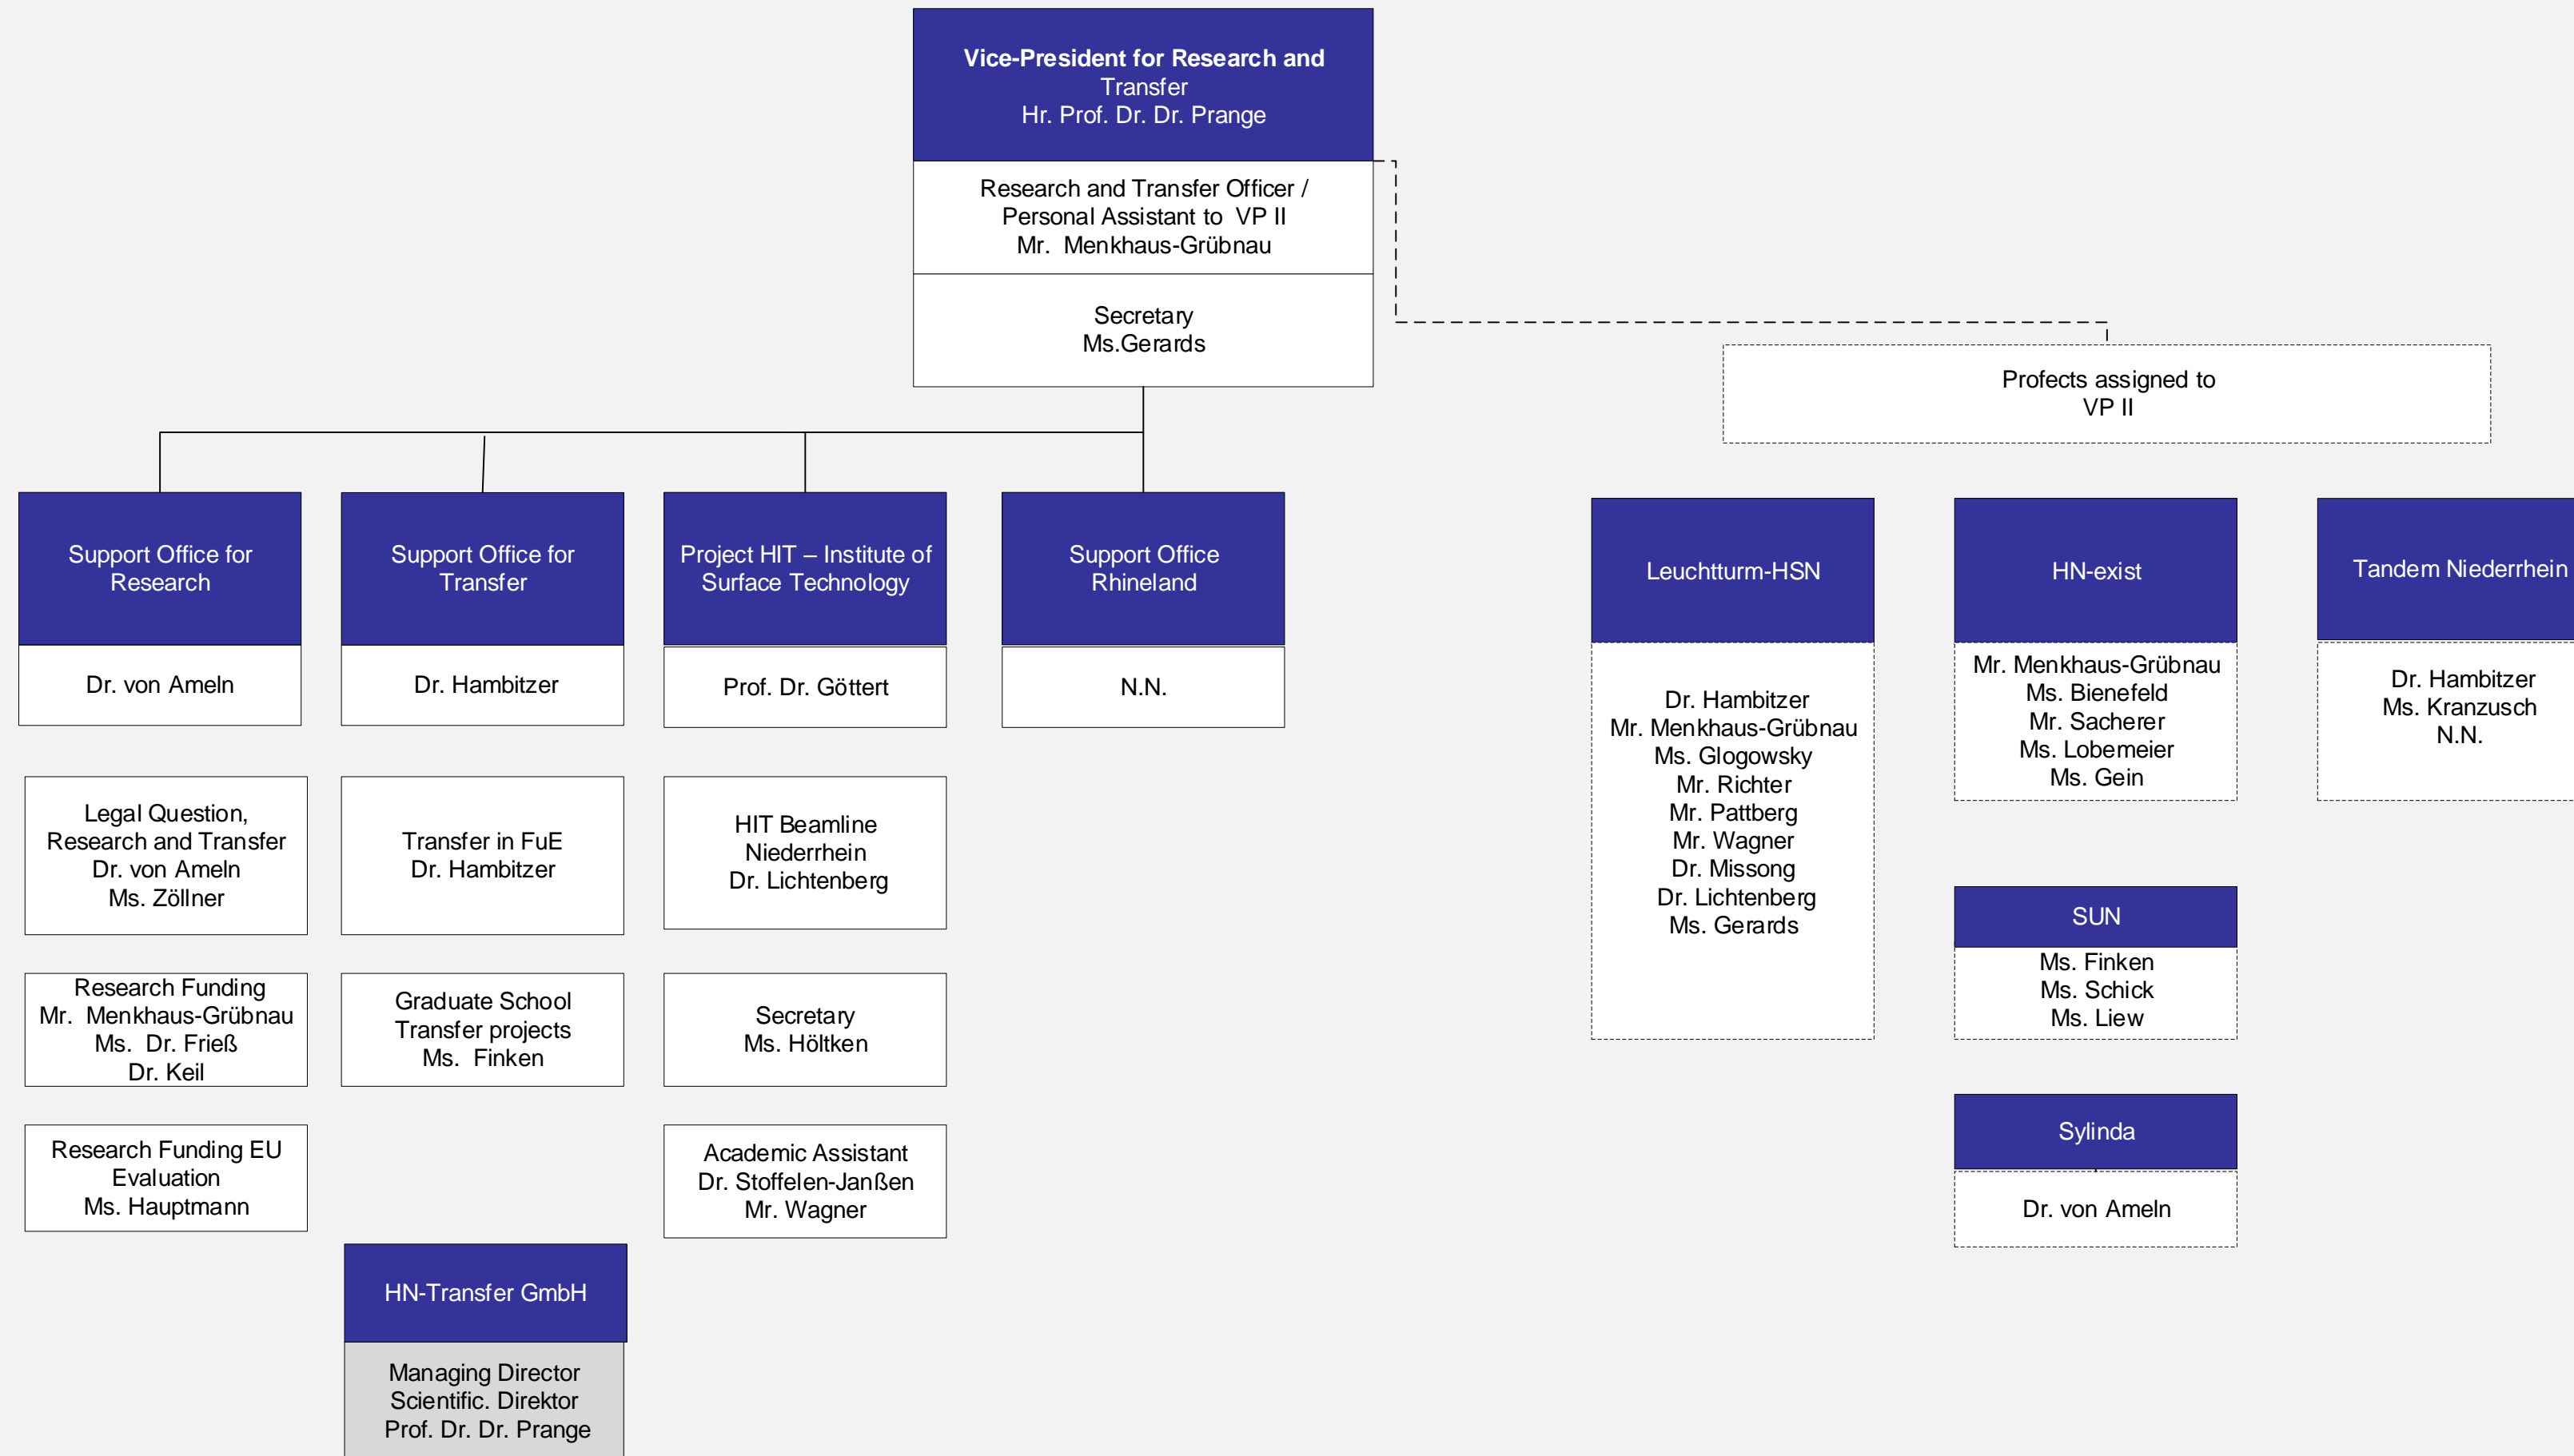 Vice-President for Research and
Transfer
Hr. Prof. Dr. Dr. Prange
Research and Transfer Officer /
Personal Assistant to VP II
Mr. Menkhaus-Grübnau
Secretary
Ms.Gerards
Profects assigned to
VP II
Support Office for
Research
Dr. von Ameln
Legal Question,
Research and Transfer
Dr. von Ameln
Ms. Zöllner
Research Funding
Mr. Menkhaus-Grübnau
Ms. Dr. Frieß
Dr. Keil
Research Funding EU
Evaluation
Ms. Hauptmann
Support Office for
Transfer
Dr. Hambitzer
Transfer in FuE
Dr. Hambitzer
Graduate School
Transfer projects
Ms. Finken
HN-Transfer GmbH
Managing Director
Scientific. Direktor
Prof. Dr. Dr. Prange
Project HIT – Institute of
Surface Technology
Prof. Dr. Göttert
HIT Beamline
Niederrhein
Dr. Lichtenberg
Secretary
Ms. Höltken
Academic Assistant
Dr. Stoffelen-Janßen
Mr. Wagner
Support Office
Rhineland
N.N.
Leuchtturm-HSN
Dr. Hambitzer
Mr. Menkhaus-Grübnau
Ms. Glogowsky
Mr. Richter
Mr. Pattberg
Mr. Wagner
Dr. Missong
Dr. Lichtenberg
Ms. Gerards
HN-exist
Mr. Menkhaus-Grübnau
Ms. Bienefeld
Mr. Sacherer
Ms. Lobemeier
Ms. Gein
SUN
Ms. Finken
Ms. Schick
Ms. Liew
Sylinda
Dr. von Ameln
Tandem Niederrhein
Dr. Hambitzer
Ms. Kranzusch
N.N.